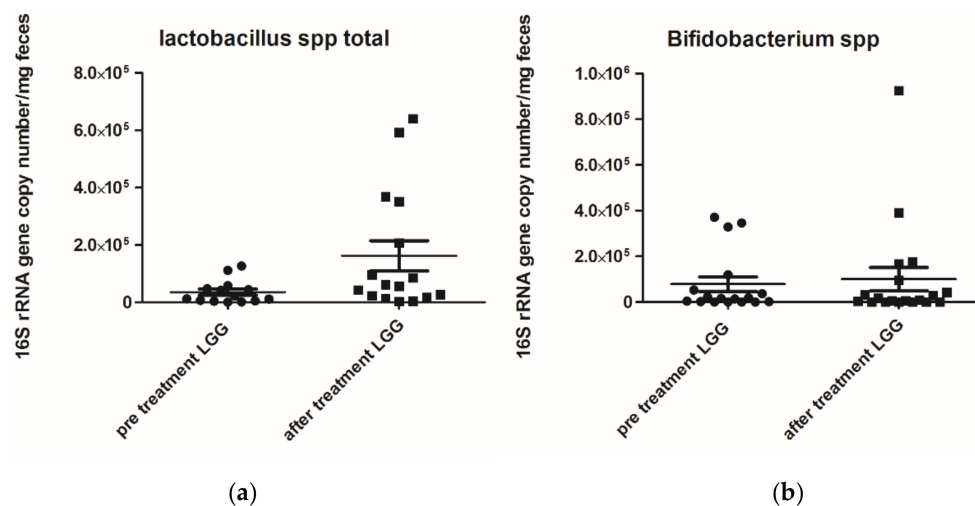 lactobacillus spp total
16S rRNA gene copy number/mg feces
8.0×10⁵
6.0×10⁵
4.0×10⁵
2.0×10⁵
0
pre treatment LGG
after treatment LGG
(a)
Bifidobacterium spp
16S rRNA gene copy number/mg feces
1.0×10⁶
8.0×10⁵
6.0×10⁵
4.0×10⁵
2.0×10⁵
0
pre treatment LGG
after treatment LGG
(b)